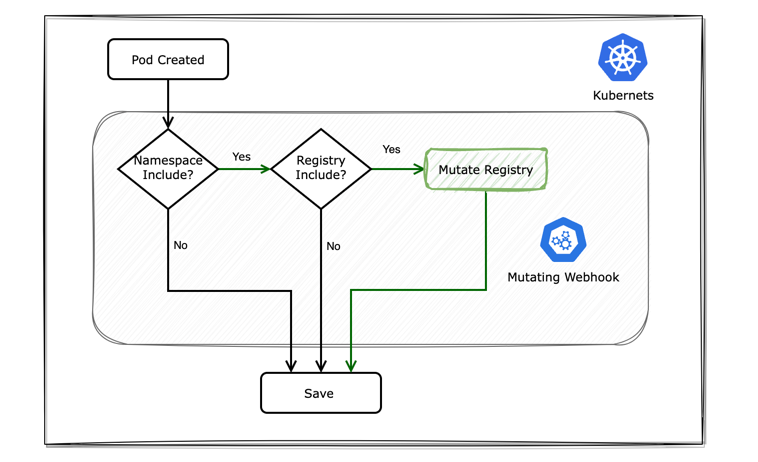 Pod Created
Kubernets
Namespace
Include?
Yes
Registry
Include?
Yes
Mutate Registry
No
No
Mutating Webhook
Save